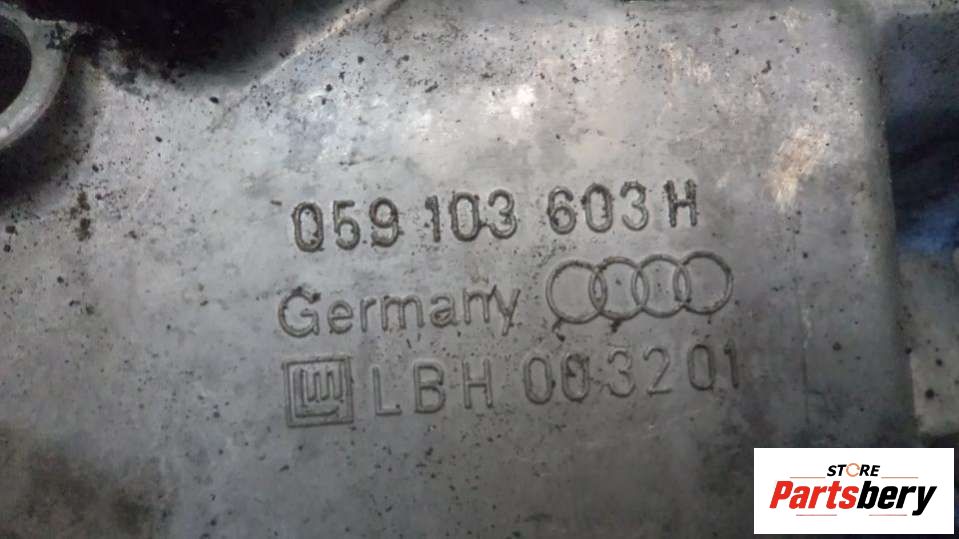 059 103 603 H
Germany
LBH 003201
STORE
Partsbery